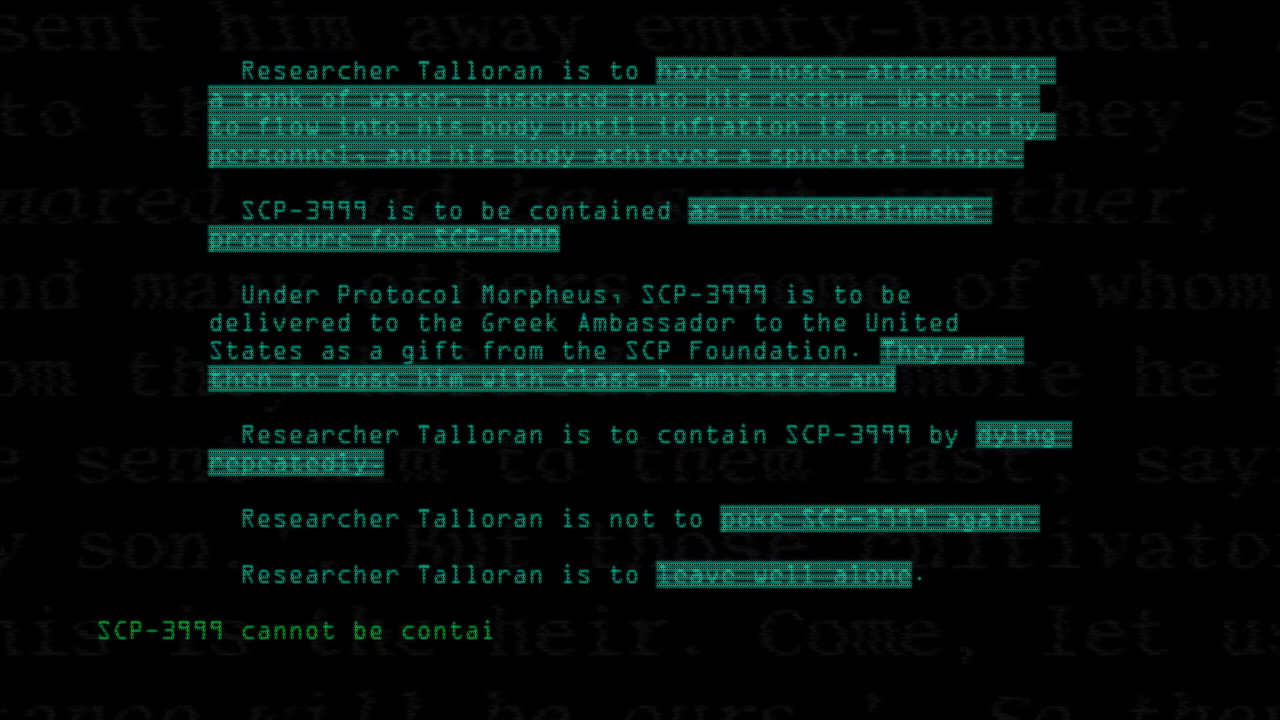 sent him away empty-handed.
Researcher Talloran is to have a hose, attached to
a tank of water, inserted into his rectum. Water is
to flow into his body until inflation is observed by
personnel, and his body achieves a spherical shape.
SCP-3999 is to be contained as the containment
procedure for SCP-2000
Under Protocol Morpheus, SCP-3999 is to be
delivered to the Greek Ambassador to the United
States as a gift from the SCP Foundation. They are
then to dose him with Class D amnestics and
Researcher Talloran is to contain SCP-3999 by dying
repeatedly.
Researcher Talloran is not to poke SCP-3999 again.
Researcher Talloran is to leave well alone.
SCP-3999 cannot be contai